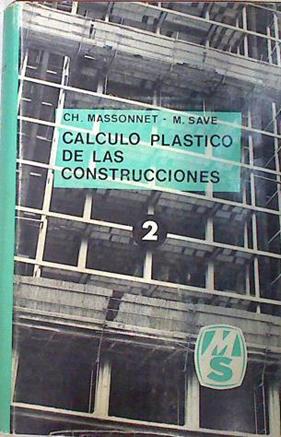 CH. MASSONNET - M. SAVE
CALCULO PLASTICO
DE LAS
CONSTRUCCIONES
2
MS